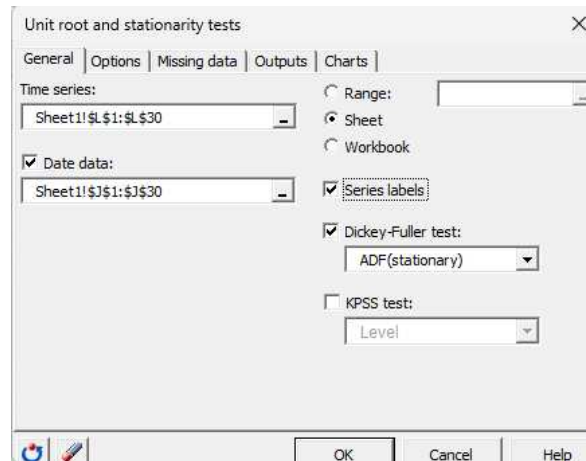 Unit root and stationarity tests
General Options Missing data Outputs Charts
Time series:
Sheet1!$L$1:$L$30
Date data:
Sheet1!$J$1:$J$30
Range:
Sheet
Workbook
Series labels
Dickey-Fuller test:
ADF(stationary)
KPSS test:
Level
OK Cancel Help